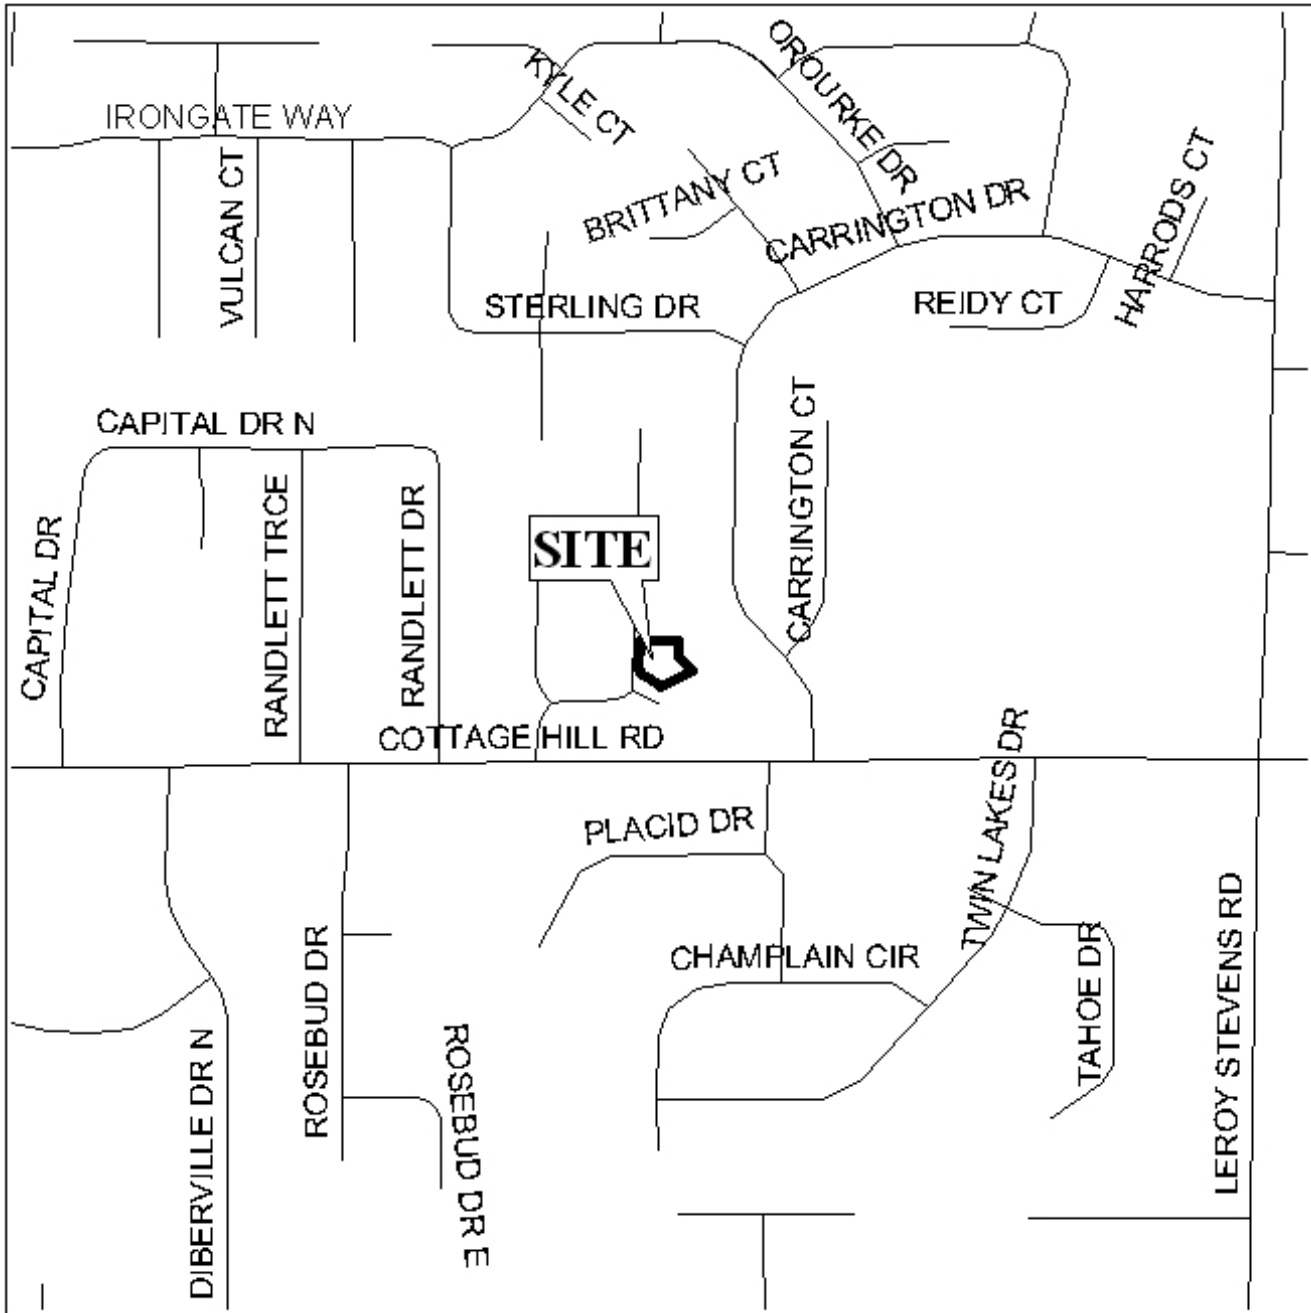 KYLE CT
OROURKE DR
IRONGATE WAY
VULCAN CT
BRITTANY CT
CARRINGTON DR
HARRODS CT
STERLING DR
REIDY CT
CAPITAL DR N
CARRINGTON CT
CAPITAL DR
RANDLETT TRCE
RANDLETT DR
SITE
COTTAGE HILL RD
PLACID DR
TWIN LAKES DR
CHAMPLAIN CIR
TAHOE DR
LEROY STEVENS RD
ROSEBUD DR
ROSEBUD DR E
DIBERVILLE DR N